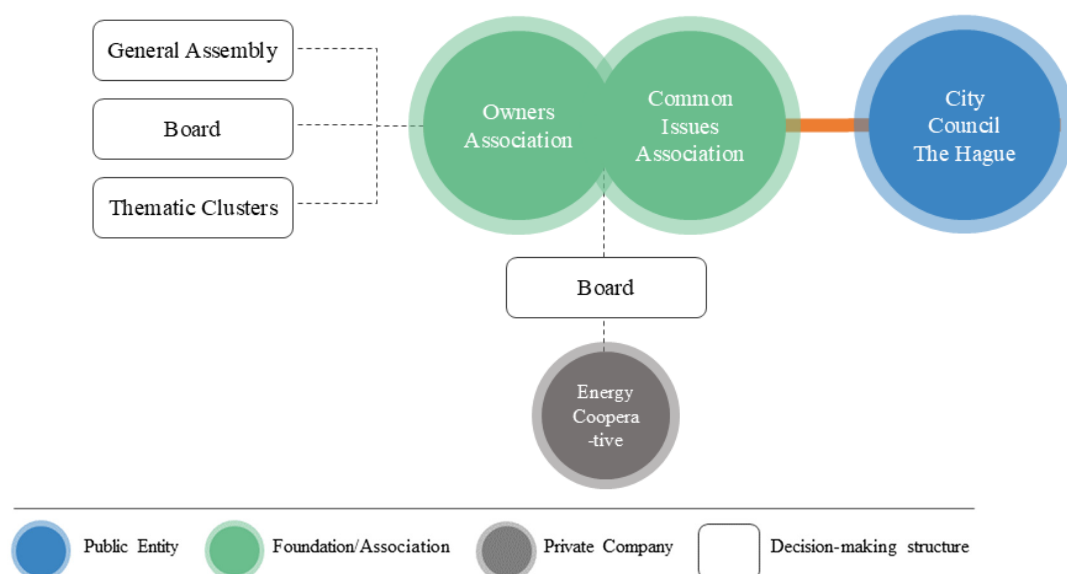 General Assembly
Board
Thematic Clusters
Owners
Association
Common
Issues
Association
City
Council
The Hague
Board
Energy
Coopera
-tive
Public Entity
Foundation/Association
Private Company
Decision-making structure